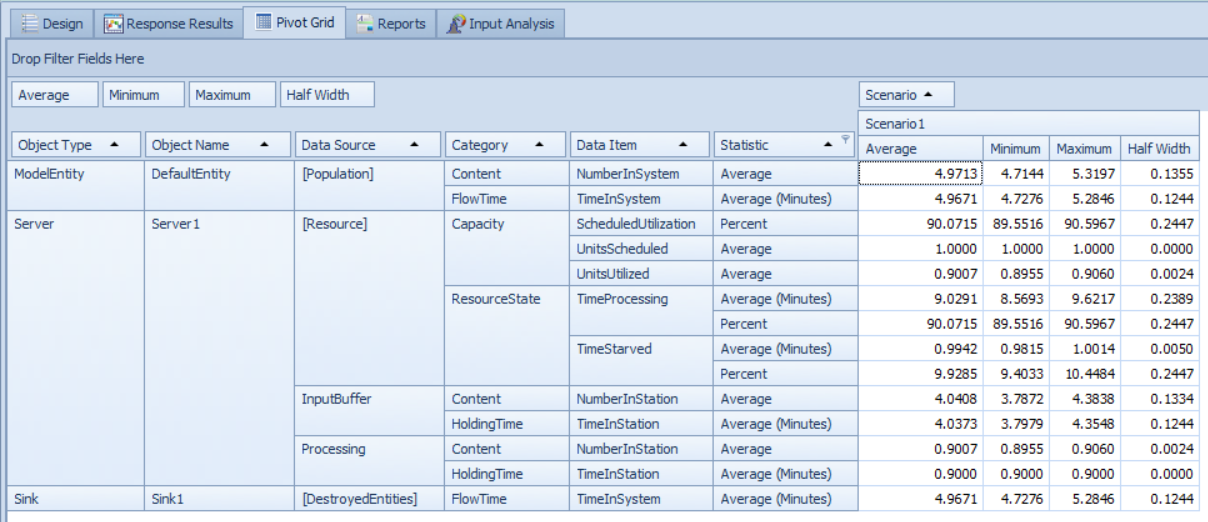 Design Response Results Pivot Grid Reports Input Analysis
Drop Filter Fields Here
Average Minimum Maximum Half Width Scenario
Scenario1
Object Type Object Name Data Source Category Data Item Statistic Average Minimum Maximum Half Width
ModelEntity DefaultEntity [Population] Content NumberInSystem Average 4.9713 4.7144 5.3197 0.1355
FlowTime TimeInSystem Average (Minutes) 4.9671 4.7276 5.2846 0.1244
Server Server1 [Resource] Capacity ScheduledUtilization Percent 90.0715 89.5516 90.5967 0.2447
UnitsScheduled Average 1.0000 1.0000 1.0000 0.0000
UnitsUtilized Average 0.9007 0.8955 0.9060 0.0024
ResourceState TimeProcessing Average (Minutes) 9.0291 8.5693 9.6217 0.2389
Percent 90.0715 89.5516 90.5967 0.2447
TimeStarved Average (Minutes) 0.9942 0.9815 1.0014 0.0050
Percent 9.9285 9.4033 10.4484 0.2447
InputBuffer Content NumberInStation Average 4.0408 3.7872 4.3838 0.1334
HoldingTime TimeInStation Average (Minutes) 4.0373 3.7979 4.3548 0.1244
Processing Content NumberInStation Average 0.9007 0.8955 0.9060 0.0024
HoldingTime TimeInStation Average (Minutes) 0.9000 0.9000 0.9000 0.0000
Sink Sink1 [DestroyedEntities] FlowTime TimeInSystem Average (Minutes) 4.9671 4.7276 5.2846 0.1244